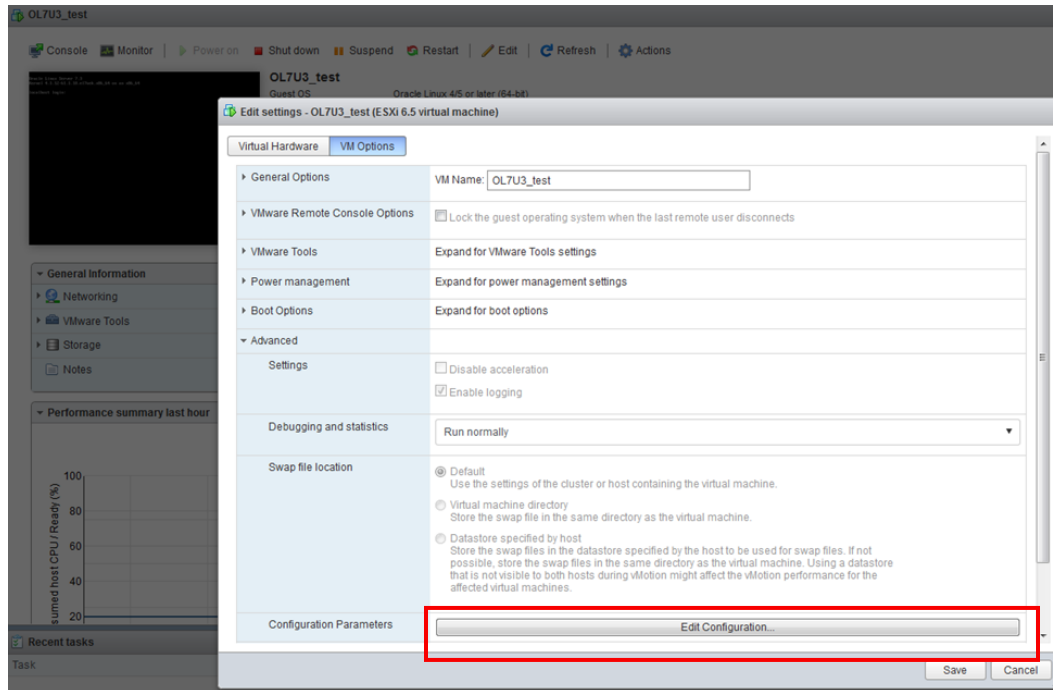 OL7U3_test
Console Monitor Power on Shut down Suspend Restart Edit Refresh Actions
OL7U3_test
Guest OS Oracle Linux 4/5 or later (64-bit)
Edit settings - OL7U3_test (ESXi 6.5 virtual machine)
Virtual Hardware VM Options
General Options VM Name: OL7U3_test
VMware Remote Console Options Lock the guest operating system when the last remote user disconnects
VMware Tools Expand for VMware Tools settings
Power management Expand for power management settings
Boot Options Expand for boot options
Advanced
Settings Disable acceleration
Enable logging
Debugging and statistics Run normally
Swap file location Default
Use the settings of the cluster or host containing the virtual machine.
Virtual machine directory
Store the swap file in the same directory as the virtual machine.
Datastore specified by host
Store the swap files in the datastore specified by the host to be used for swap files. If not
possible, store the swap files in the same directory as the virtual machine. Using a datastore
that is not visible to both hosts during vMotion might affect the vMotion performance for the
affected virtual machines.
Configuration Parameters Edit Configuration...
Save Cancel
General Information
Networking
VMware Tools
Storage
Notes
Performance summary last hour
100
80
60
40
20
sumed host CPU / Ready (%)
Recent tasks
Task